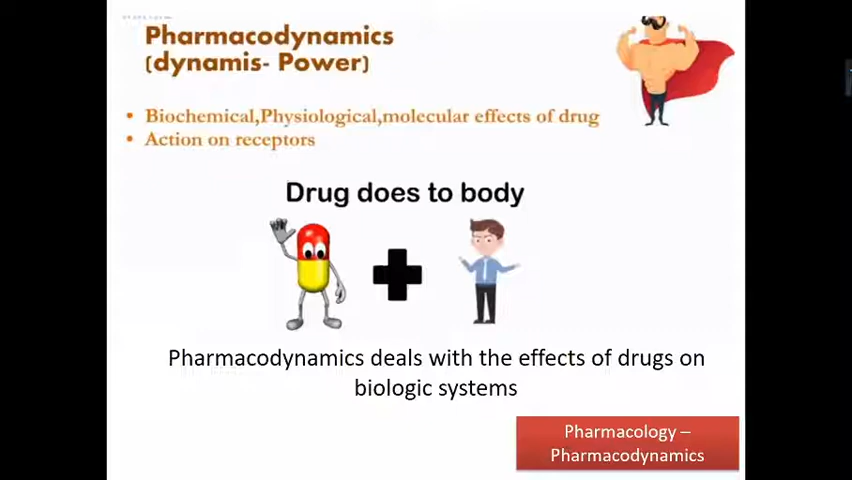 Pharmacodynamics
(dynamis- Power)
• Biochemical,Physiological,molecular effects of drug
• Action on receptors
Drug does to body
Pharmacodynamics deals with the effects of drugs on
biologic systems
Pharmacology –
Pharmacodynamics